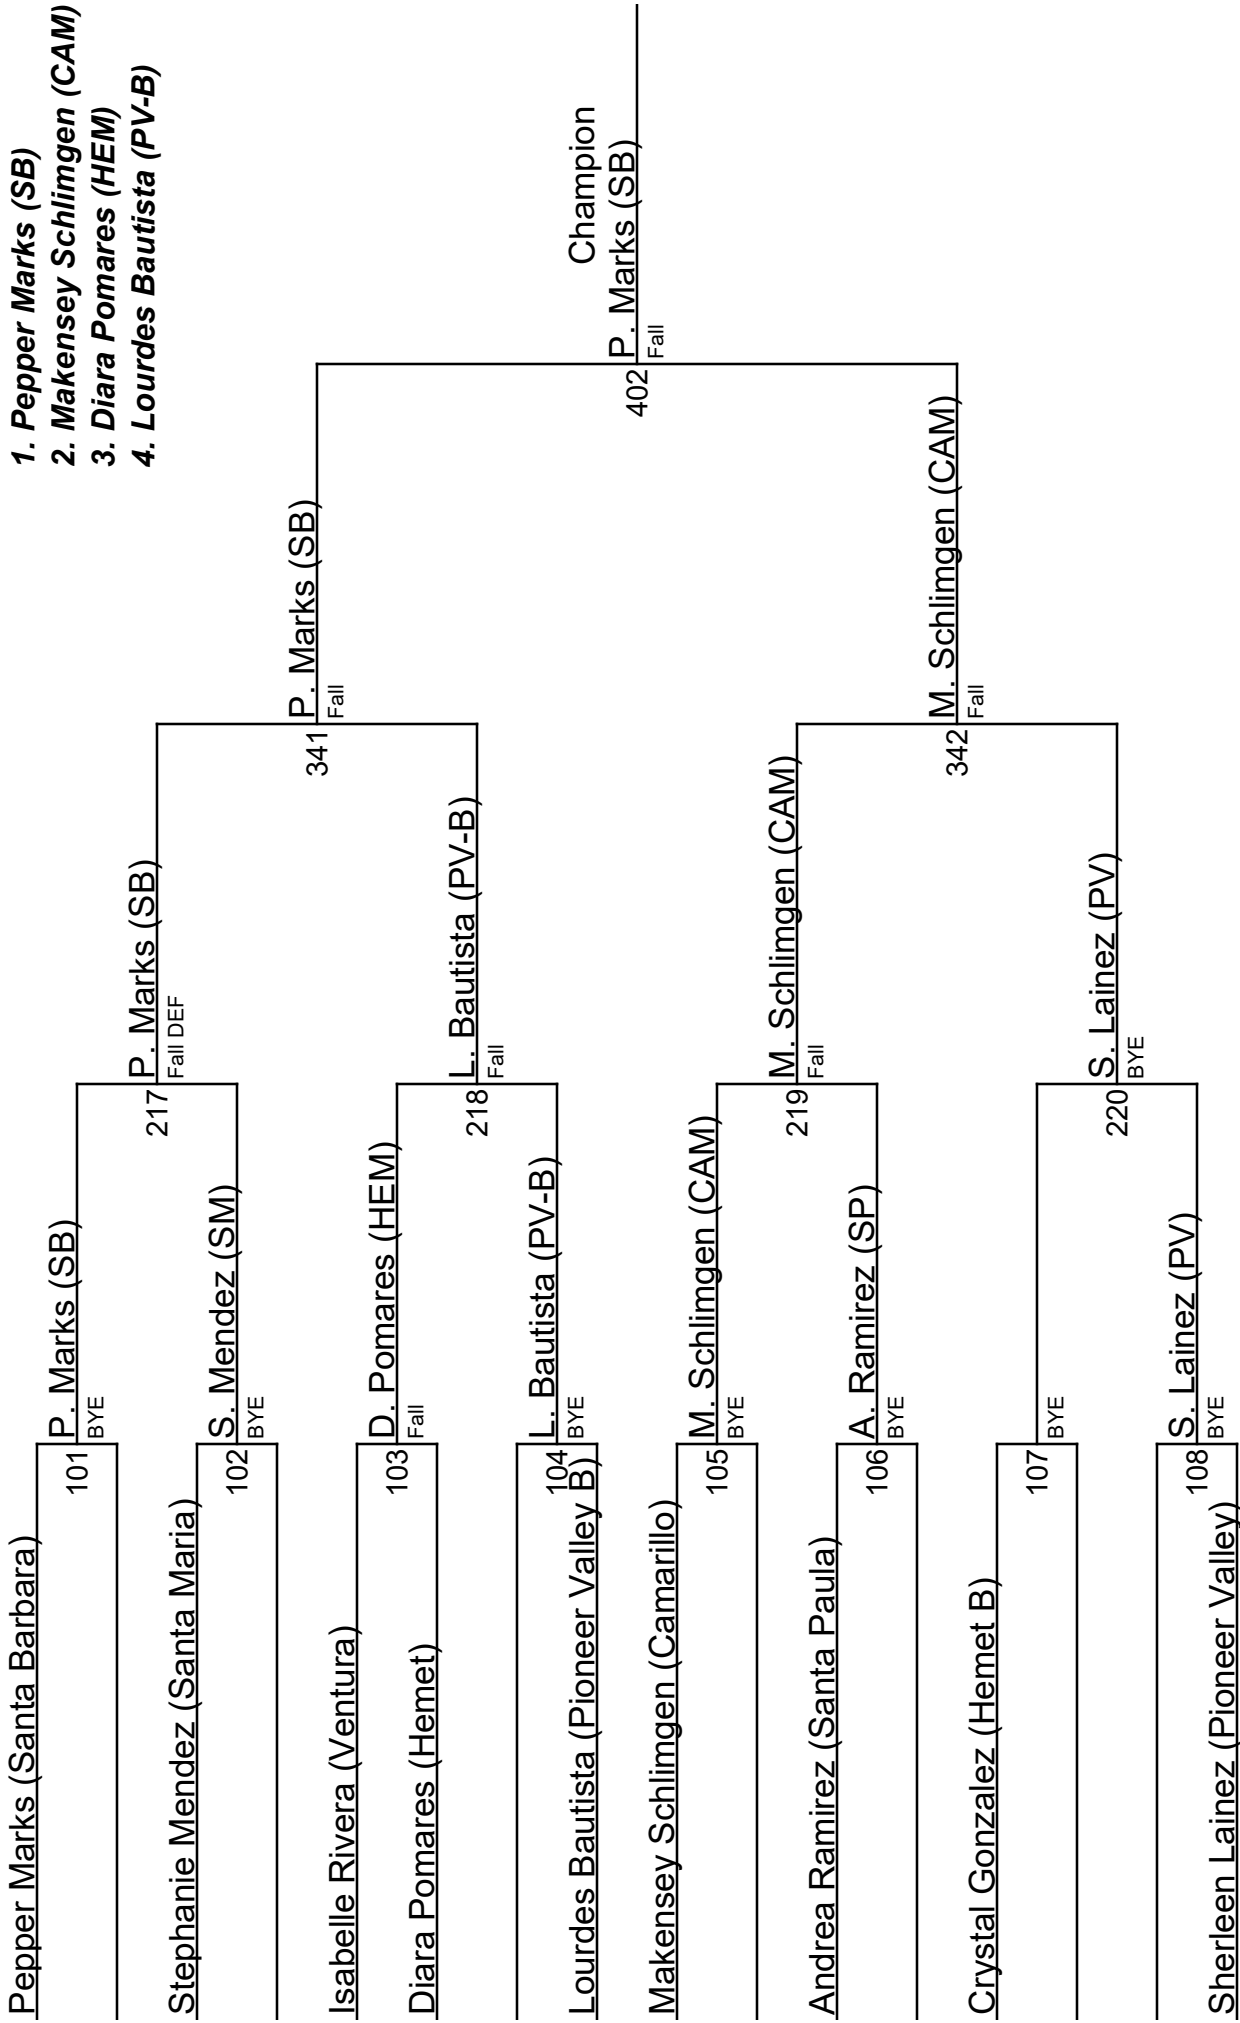 1. Pepper Marks (SB)
2. Makensey Schlimgen (CAM)
3. Diara Pomares (HEM)
4. Lourdes Bautista (PV-B)
Pepper Marks (Santa Barbara)
101
Stephanie Mendez (Santa Maria)
102
Isabelle Rivera (Ventura)
103
Diara Pomares (Hemet)
104
Lourdes Bautista (Pioneer Valley B)
Makensey Schlimgen (Camarillo)
105
Andrea Ramirez (Santa Paula)
106
Crystal Gonzalez (Hemet B)
107
108
Sherleen Lainez (Pioneer Valley)
P. Marks (SB)
BYE
217
S. Mendez (SM)
BYE
D. Pomares (HEM)
Fall
218
L. Bautista (PV-B)
BYE
M. Schlimgen (CAM)
BYE
219
A. Ramirez (SP)
BYE
BYE
220
S. Lainez (PV)
BYE
P. Marks (SB)
Fall DEF
341
L. Bautista (PV-B)
Fall
M. Schlimgen (CAM)
Fall
342
S. Lainez (PV)
BYE
P. Marks (SB)
Fall
402
M. Schlimgen (CAM)
Fall
Champion
P. Marks (SB)
Fall